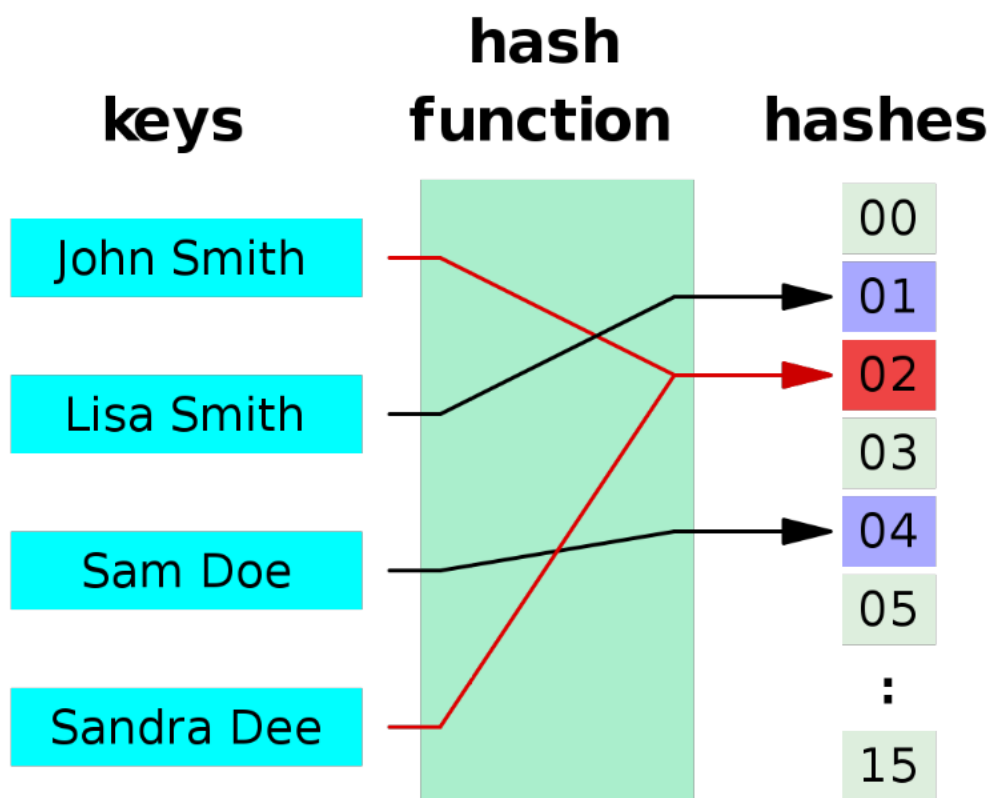 hash
keys function hashes
John Smith
Lisa Smith
Sam Doe
Sandra Dee
00
01
02
03
04
05
:
15